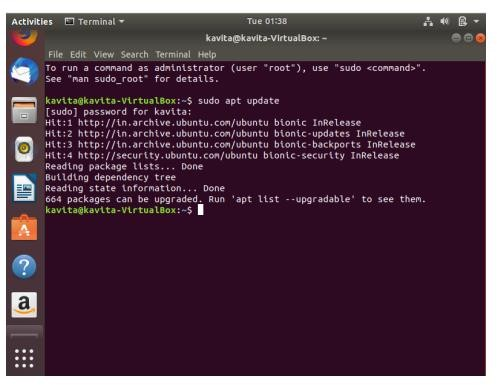 Activities Terminal Tue 01:38
kavita@kavita-VirtualBox: ~
File Edit View Search Terminal Help
To run a command as administrator (user "root"), use "sudo <command>".
See "man sudo_root" for details.
kavita@kavita-VirtualBox:~$ sudo apt update
[sudo] password for kavita:
Hit:1 http://in.archive.ubuntu.com/ubuntu bionic InRelease
Hit:2 http://in.archive.ubuntu.com/ubuntu bionic-updates InRelease
Hit:3 http://in.archive.ubuntu.com/ubuntu bionic-backports InRelease
Hit:4 http://security.ubuntu.com/ubuntu bionic-security InRelease
Reading package lists... Done
Building dependency tree
Reading state information... Done
664 packages can be upgraded. Run 'apt list --upgradable' to see them.
kavita@kavita-VirtualBox:~$